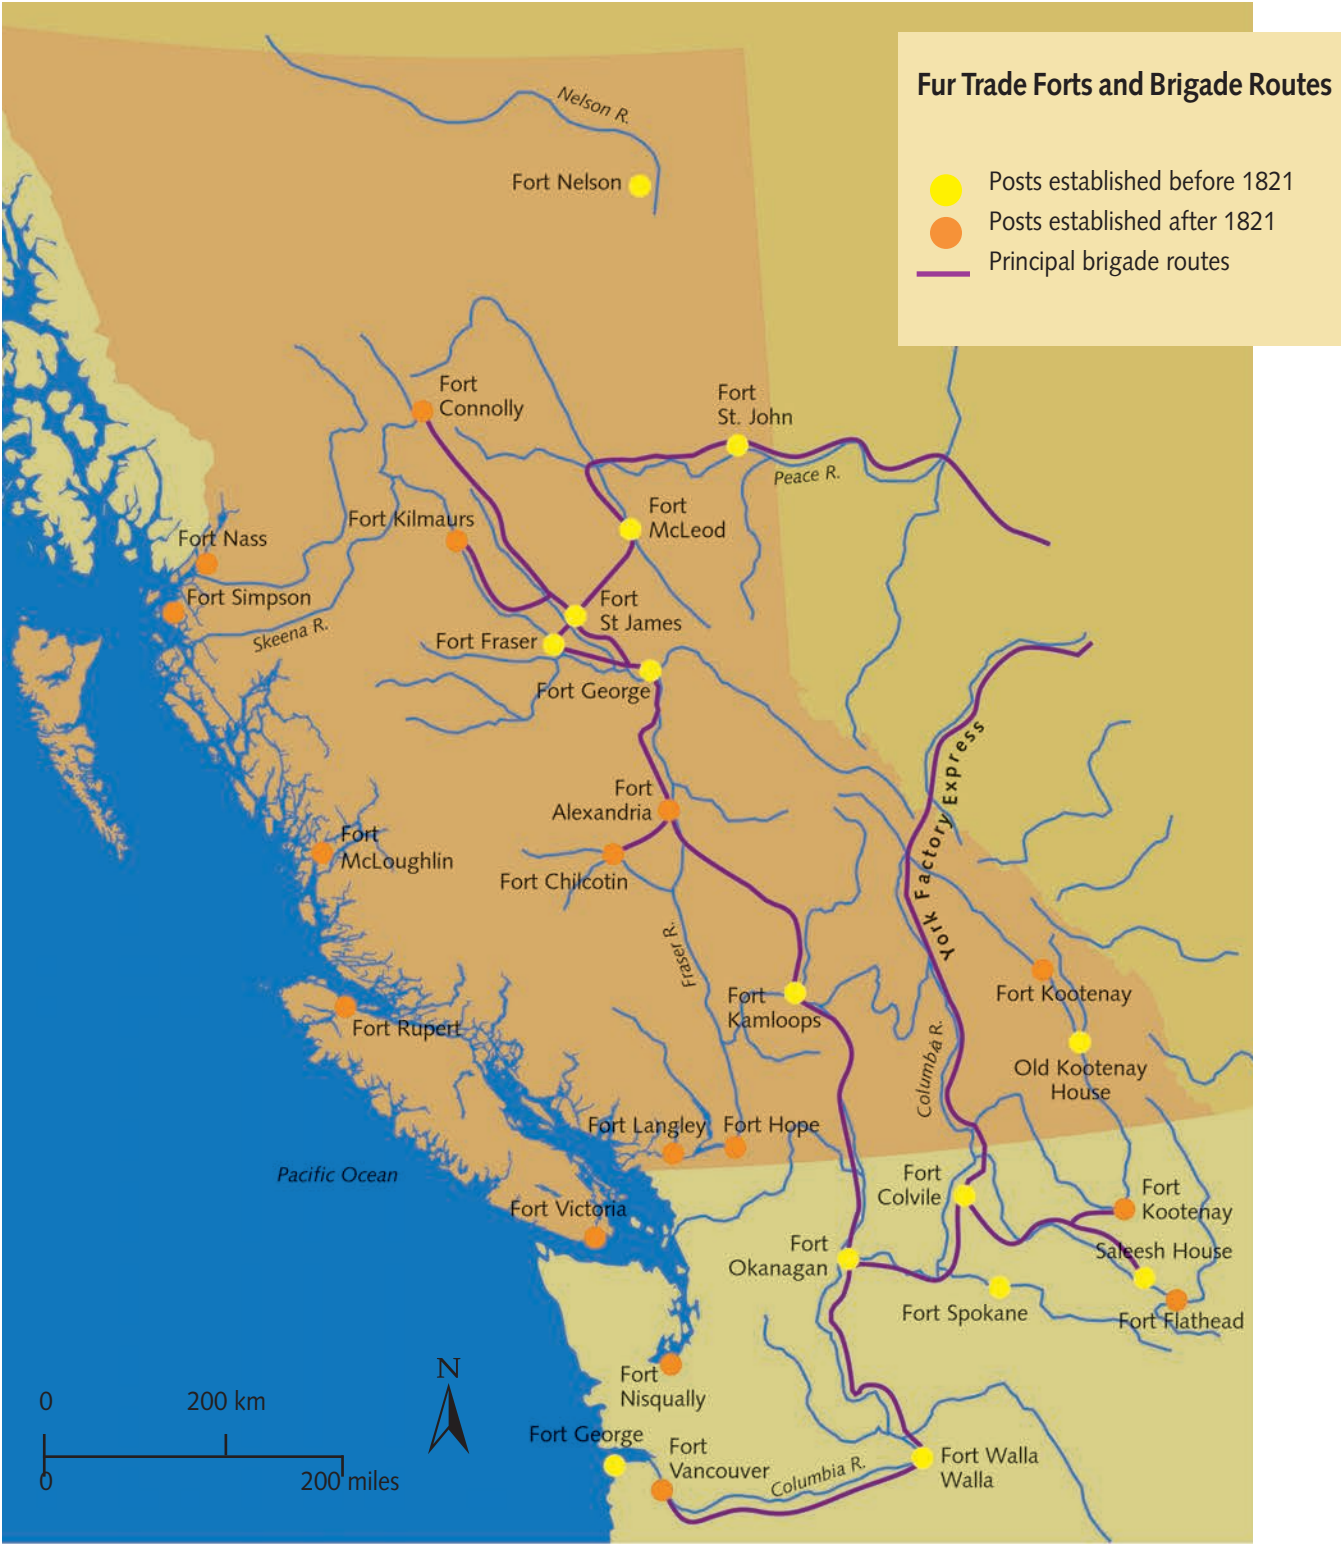 Fur Trade Forts and Brigade Routes
Posts established before 1821
Posts established after 1821
Principal brigade routes
Nelson R.
Fort Nelson
Fort
Connolly
Fort
St. John
Peace R.
Fort
McLeod
Fort Kilmaurs
Fort Nass
Fort Simpson
Skeena R.
Fort
St James
Fort Fraser
Fort George
York Factory Express
Fort
Alexandria
Fort
McLoughlin
Fort Chilcotin
Fraser R.
Fort
Kamloops
Fort Kootenay
Fort Rupert
Columbia R.
Old Kootenay
House
Fort Langley
Fort Hope
Pacific Ocean
Fort
Colvile
Fort
Kootenay
Fort Victoria
Fort
Okanagan
Saleesh House
Fort Spokane
Fort Flathead
Fort
Nisqually
N
0
200 km
0
200 miles
Fort George
Fort
Vancouver
Columbia R.
Fort Walla
Walla